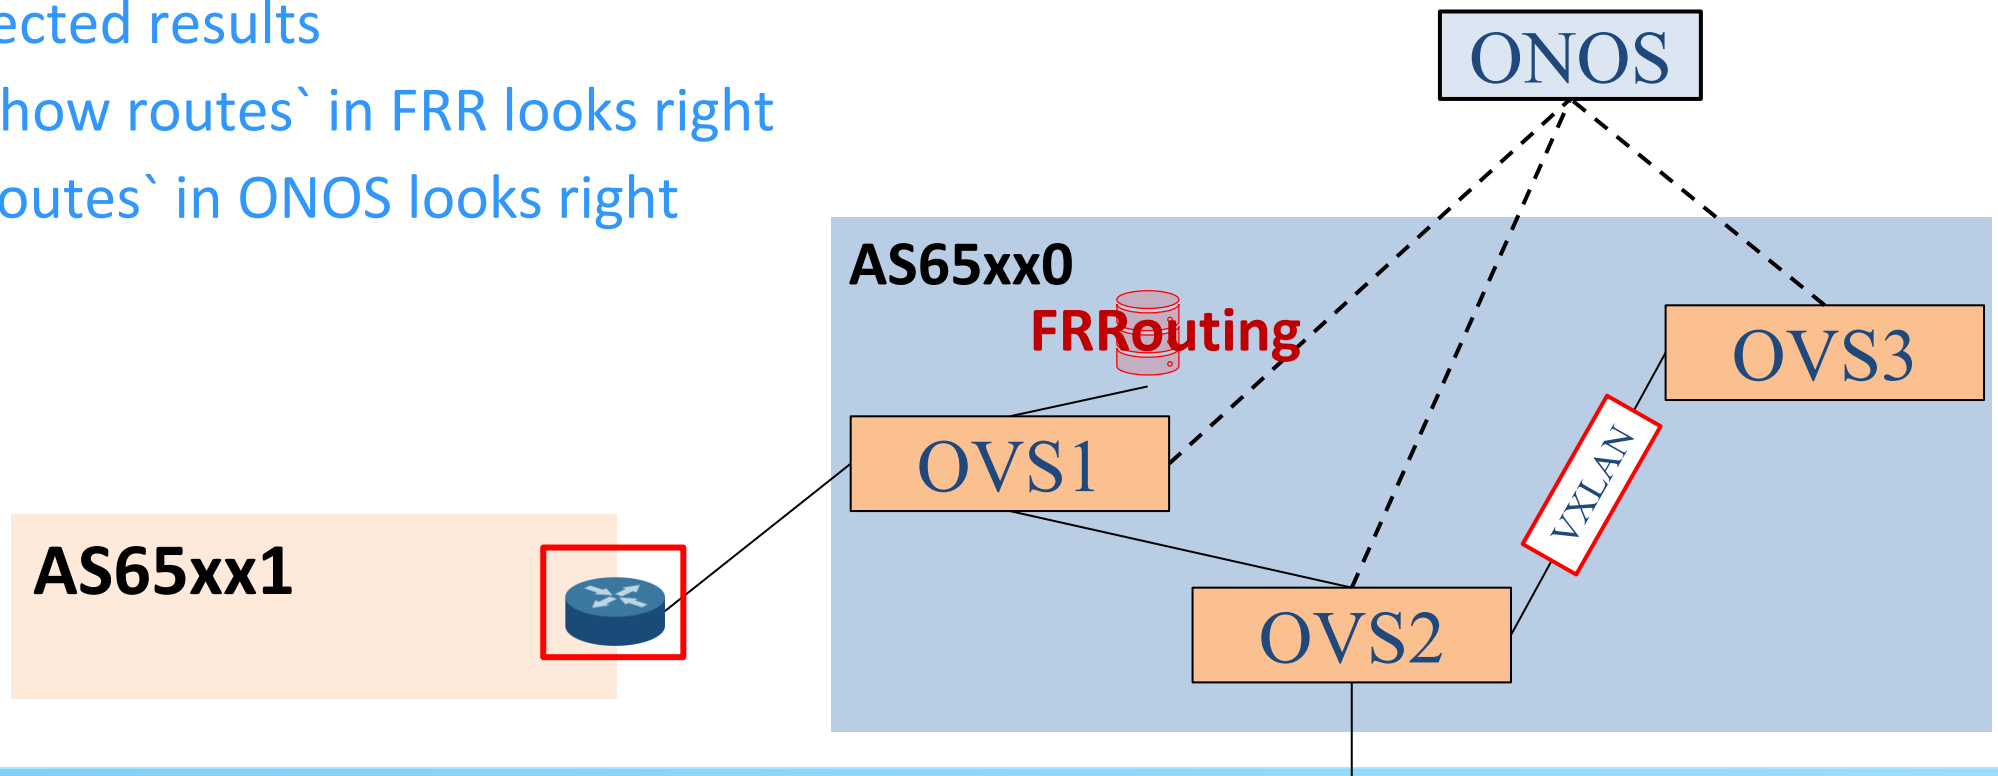 ected results
how routes` in FRR looks right
outes` in ONOS looks right
ONOS
AS65xx0
FRRouting
OVS3
OVS1
VXLAN
AS65xx1
OVS2